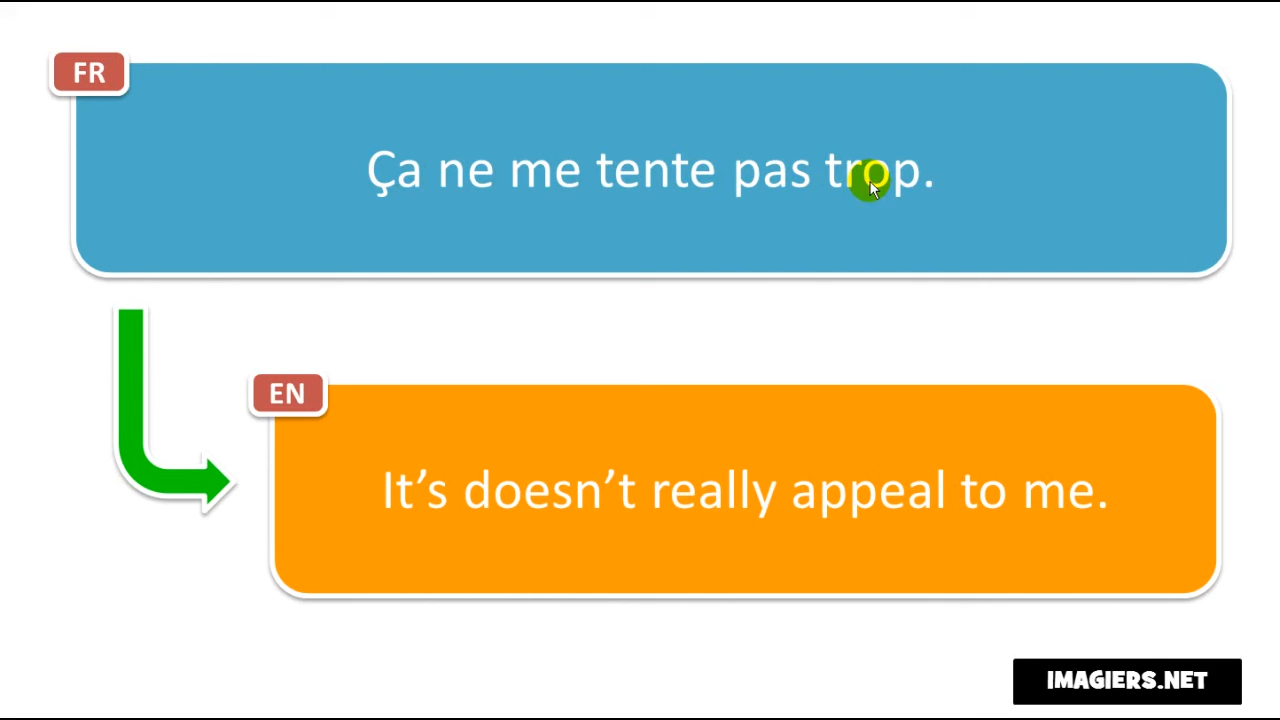 FR
Ça ne me tente pas trop.
EN
It’s doesn’t really appeal to me.
IMAGIERS.NET